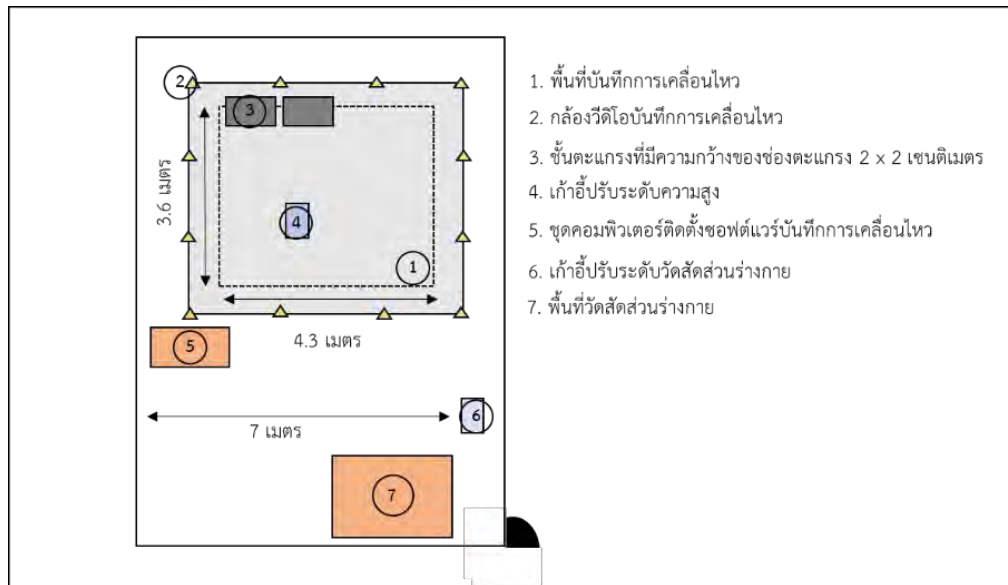 2
3
4
1
3.6 เมตร
4.3 เมตร
5
7 เมตร
6
7
1. พื้นที่บันทึกการเคลื่อนไหว
2. กล้องวีดิโอบันทึกการเคลื่อนไหว
3. ชั้นตะแกรงที่มีความกว้างของช่องตะแกรง 2 x 2 เซนติเมตร
4. เก้าอี้ปรับระดับความสูง
5. ชุดคอมพิวเตอร์ติดตั้งซอฟต์แวร์บันทึกการเคลื่อนไหว
6. เก้าอี้ปรับระดับวัดสัดส่วนร่างกาย
7. พื้นที่วัดสัดส่วนร่างกาย